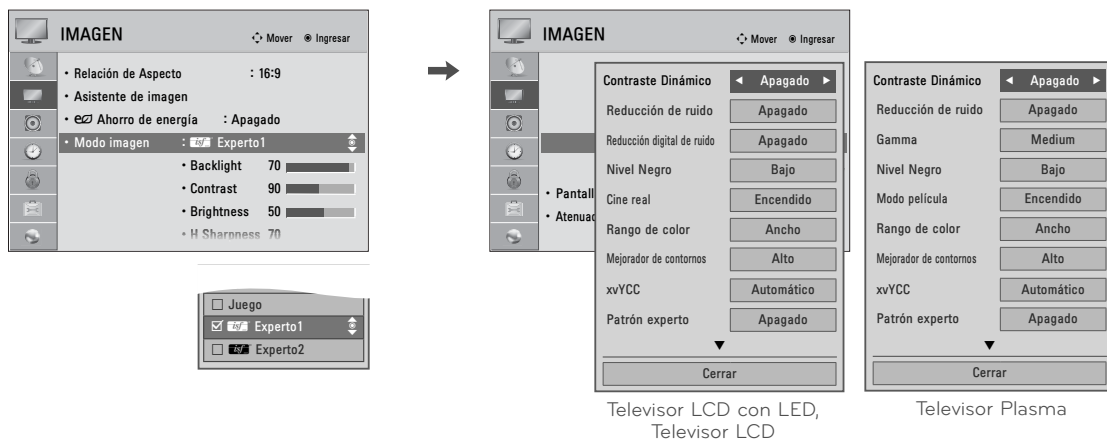 IMAGEN
Mover Ingresar
• Relación de Aspecto : 16:9
• Asistente de imagen
• Ahorro de energía : Apagado
• Modo imagen : isf Experto1
• Backlight 70
• Contrast 90
• Brightness 50
• H Sharpness 70
Juego
isf Experto1
isf Experto2
IMAGEN
Mover Ingresar
• Pantall
• Atenuac
Contraste Dinámico ◄ Apagado ►
Reducción de ruido Apagado
Reducción digital de ruido Apagado
Nivel Negro Bajo
Cine real Encendido
Rango de color Ancho
Mejorador de contornos Alto
xvYCC Automático
Patrón experto Apagado
▼
Cerrar
Televisor LCD con LED,
Televisor LCD
Contraste Dinámico ◄ Apagado ►
Reducción de ruido Apagado
Gamma Medium
Nivel Negro Bajo
Modo película Encendido
Rango de color Ancho
Mejorador de contornos Alto
xvYCC Automático
Patrón experto Apagado
▼
Cerrar
Televisor Plasma